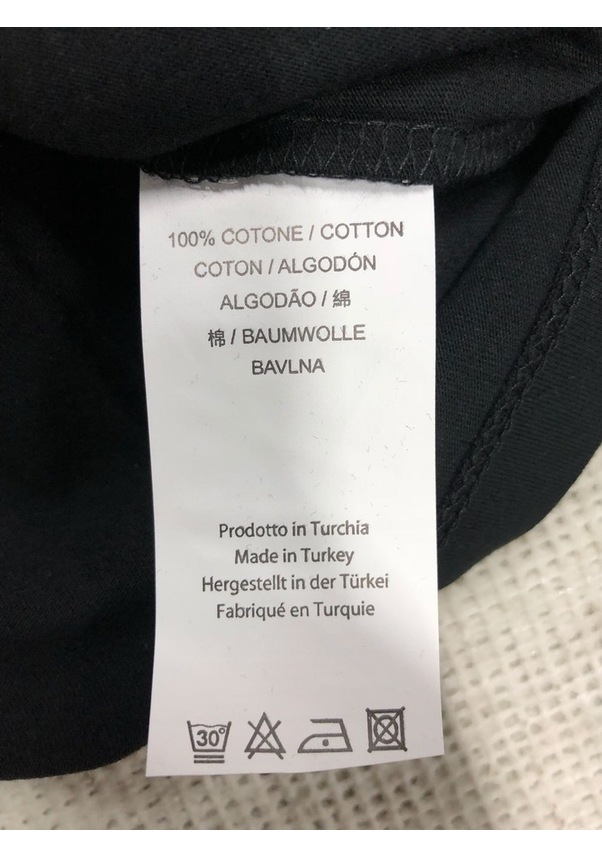 100% COTONE / COTTON
COTON / ALGODÓN
ALGODÃO / 綿
棉 / BAUMWOLLE
BAVLNA
Prodotto in Turchia
Made in Turkey
Hergestellt in der Türkei
Fabriqué en Turquie
30°